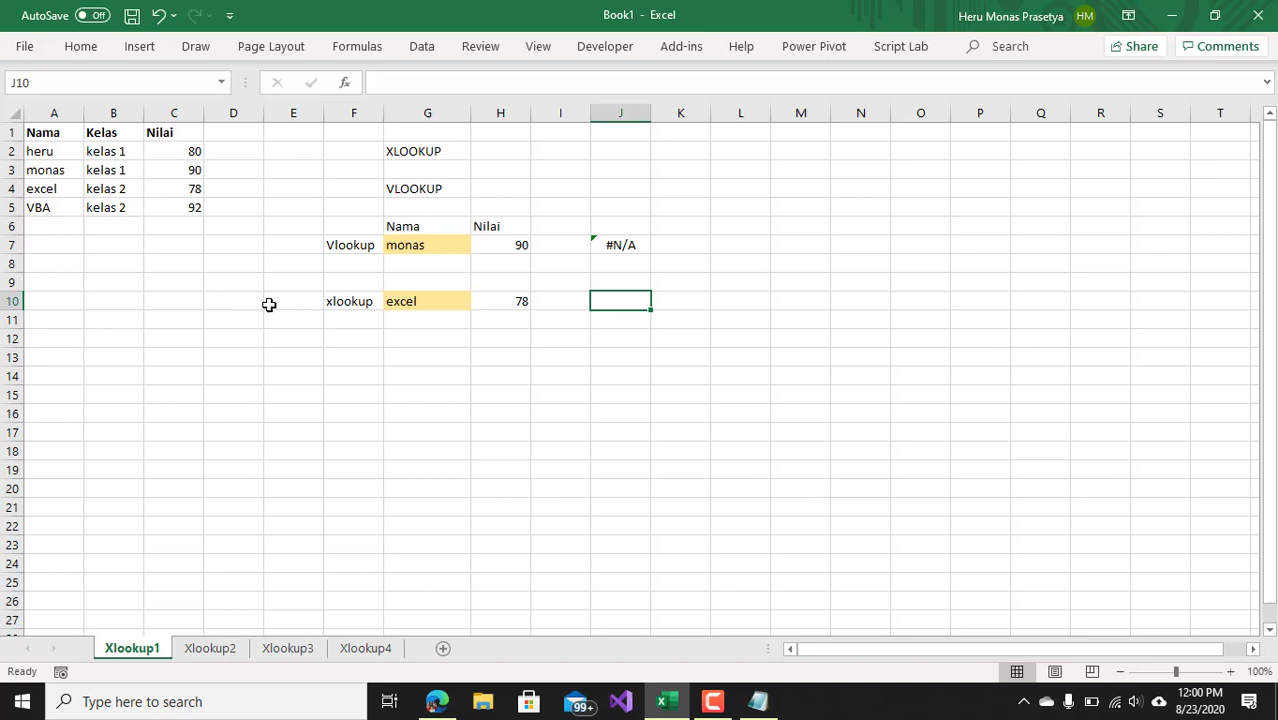 AutoSave Off
Book1 - Excel
Heru Monas Prasetya HM
File Home Insert Draw Page Layout Formulas Data Review View Developer Add-ins Help Power Pivot Script Lab Search Share Comments
J10 fx
A B C D E F G H I J K L M N O P Q R S T
1 Nama Kelas Nilai
2 heru kelas 1 80 XLOOKUP
3 monas kelas 1 90
4 excel kelas 2 78 VLOOKUP
5 VBA kelas 2 92
6 Nama Nilai
7 Vlookup monas 90 #N/A
8
9
10 xlookup excel 78
11
12
13
14
15
16
17
18
19
20
21
22
23
24
25
26
27
Xlookup1 Xlookup2 Xlookup3 Xlookup4
Ready 100%
Type here to search 99+ 12:00 PM
8/23/2020